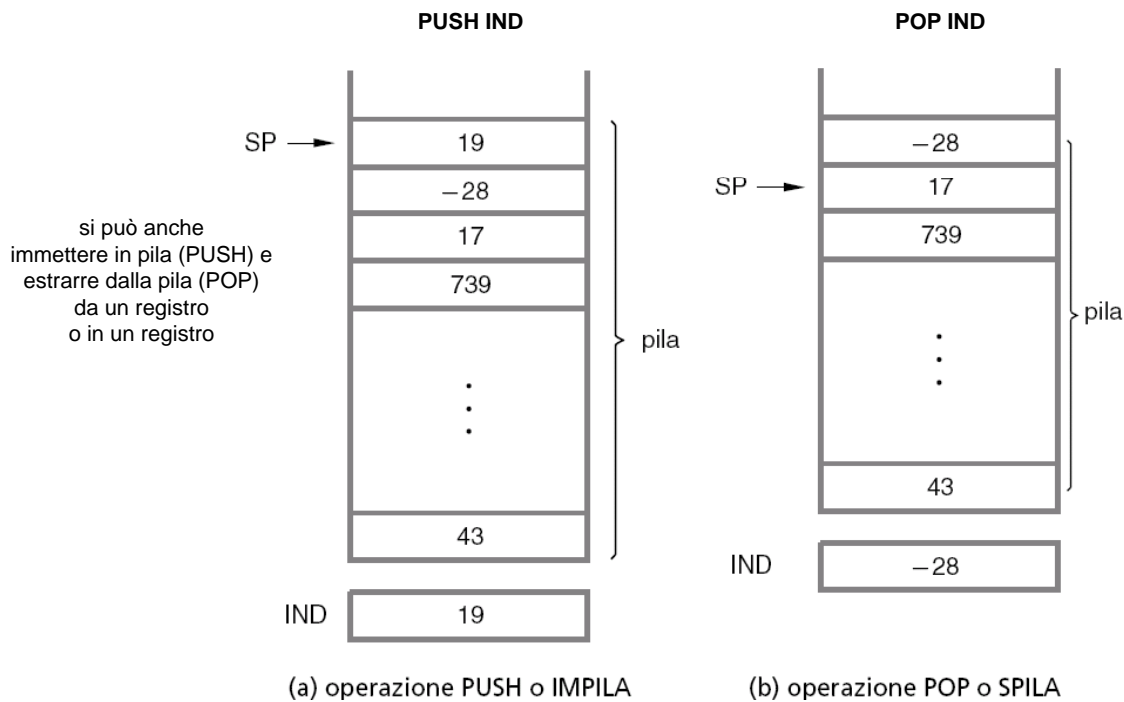 PUSH IND
POP IND
SP
19
−28
17
739
43
pila
IND
19
si può anche
immettere in pila (PUSH) e
estrarre dalla pila (POP)
da un registro
o in un registro
SP
−28
17
739
43
pila
IND
−28
(a) operazione PUSH o IMPILA
(b) operazione POP o SPILA